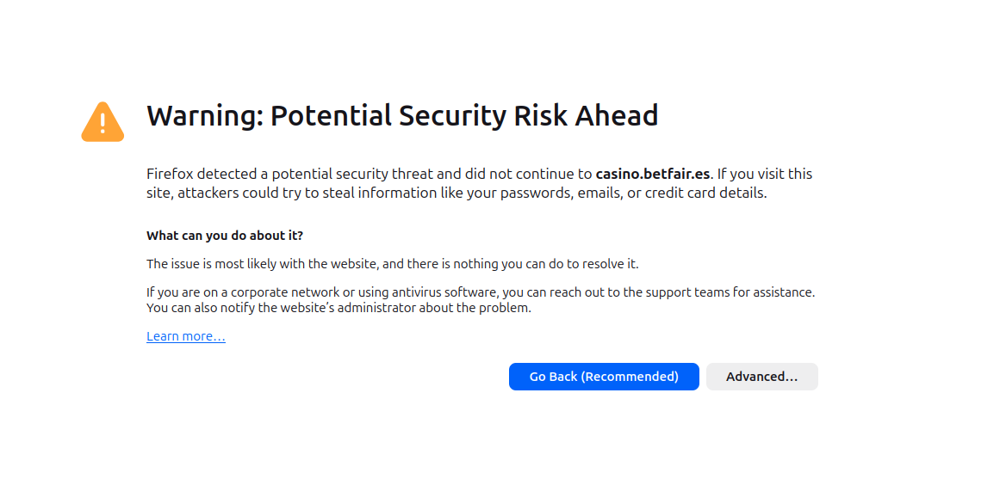 Warning: Potential Security Risk Ahead
Firefox detected a potential security threat and did not continue to casino.betfair.es. If you visit this
site, attackers could try to steal information like your passwords, emails, or credit card details.
What can you do about it?
The issue is most likely with the website, and there is nothing you can do to resolve it.
If you are on a corporate network or using antivirus software, you can reach out to the support teams for assistance.
You can also notify the website’s administrator about the problem.
Learn more…
Go Back (Recommended)
Advanced…